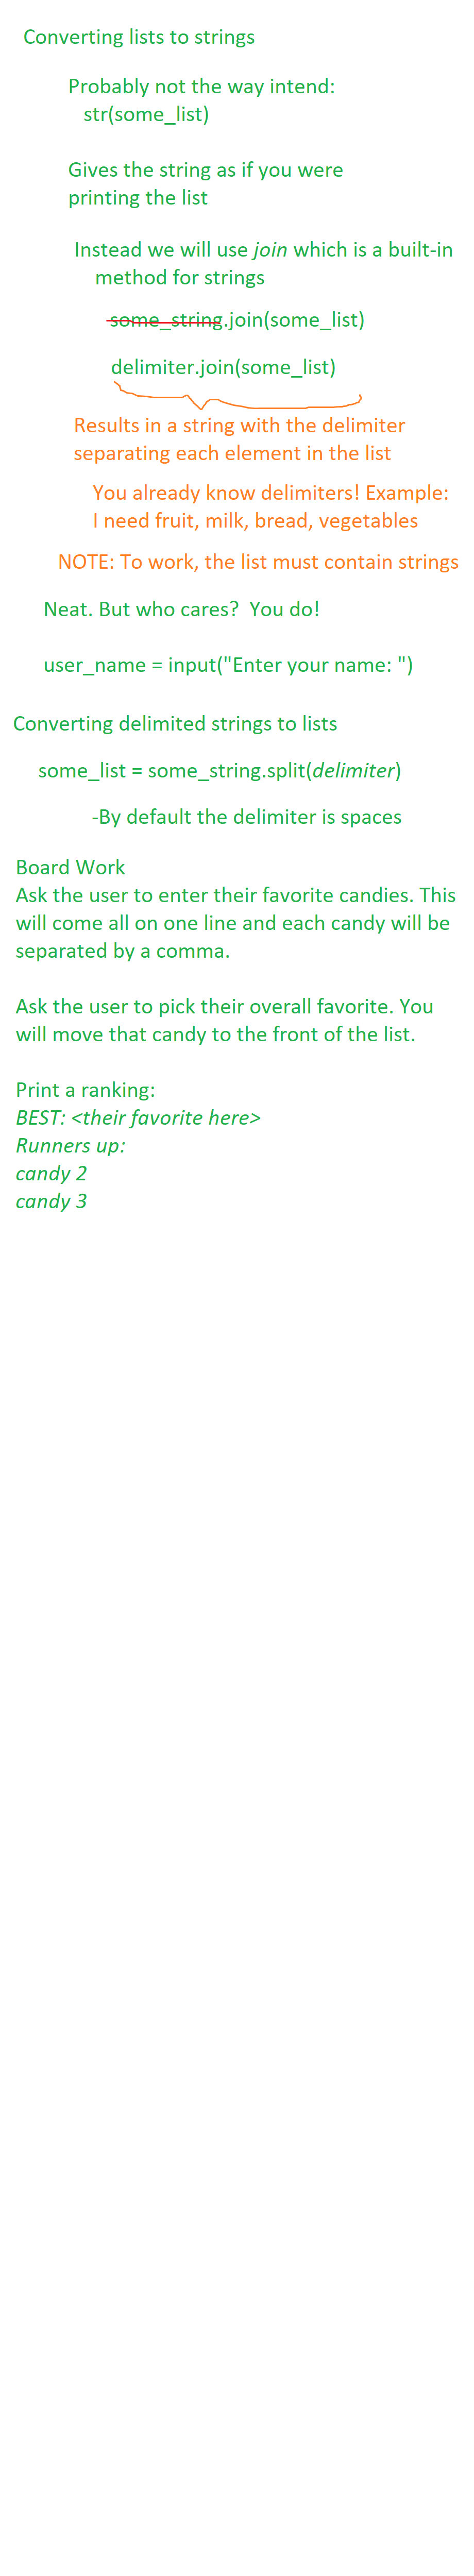 Converting lists to strings
Probably not the way intend:
str(some_list)
Gives the string as if you were
printing the list
Instead we will use join which is a built-in
method for strings
some_string.join(some_list)
delimiter.join(some_list)
Results in a string with the delimiter
separating each element in the list
You already know delimiters! Example:
I need fruit, milk, bread, vegetables
NOTE: To work, the list must contain strings
Neat. But who cares?  You do!
user_name = input("Enter your name: ")
Converting delimited strings to lists
some_list = some_string.split(delimiter)
-By default the delimiter is spaces
Board Work
Ask the user to enter their favorite candies. This
will come all on one line and each candy will be
separated by a comma.
Ask the user to pick their overall favorite. You
will move that candy to the front of the list.
Print a ranking:
BEST: <their favorite here>
Runners up:
candy 2
candy 3